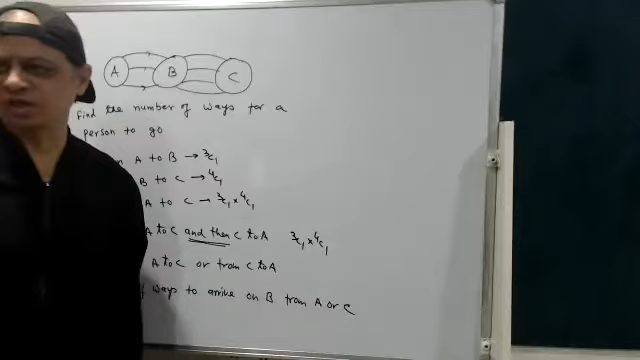 A B C
Find the number of ways for a
person to go
A to B → ³C₁
B to C → ⁴C₁
A to C → ³C₁ × ⁴C₁
A to C and then C to A ³C₁ × ⁴C₁
A to C or from C to A
ways to arrive on B from A or C